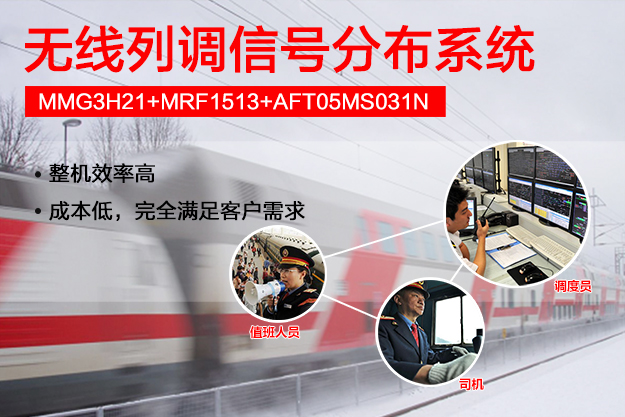 无线列调信号分布系统
MMG3H21+MRF1513+AFT05MS031N
• 整机效率高
• 成本低，完全满足客户需求
调度员
值班人员
司机